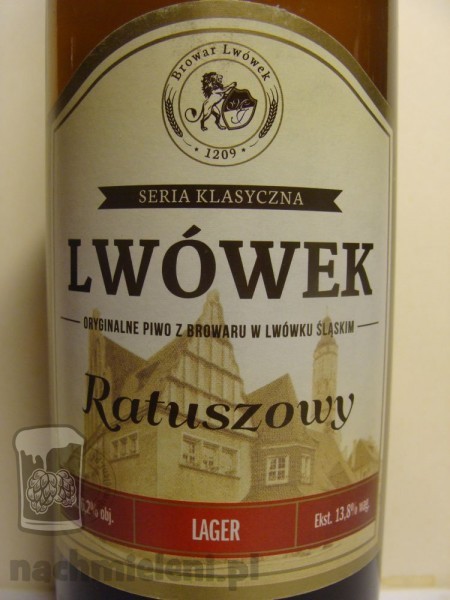 Browar Lwówek
· 1209 ·
SERIA KLASYCZNA
LWÓWEK
ORYGINALNE PIWO Z BROWARU W LWÓWKU ŚLĄSKIM
Ratuszowy
obj.
LAGER
Ekst. 13,8% wag.
nachmieleni.pl